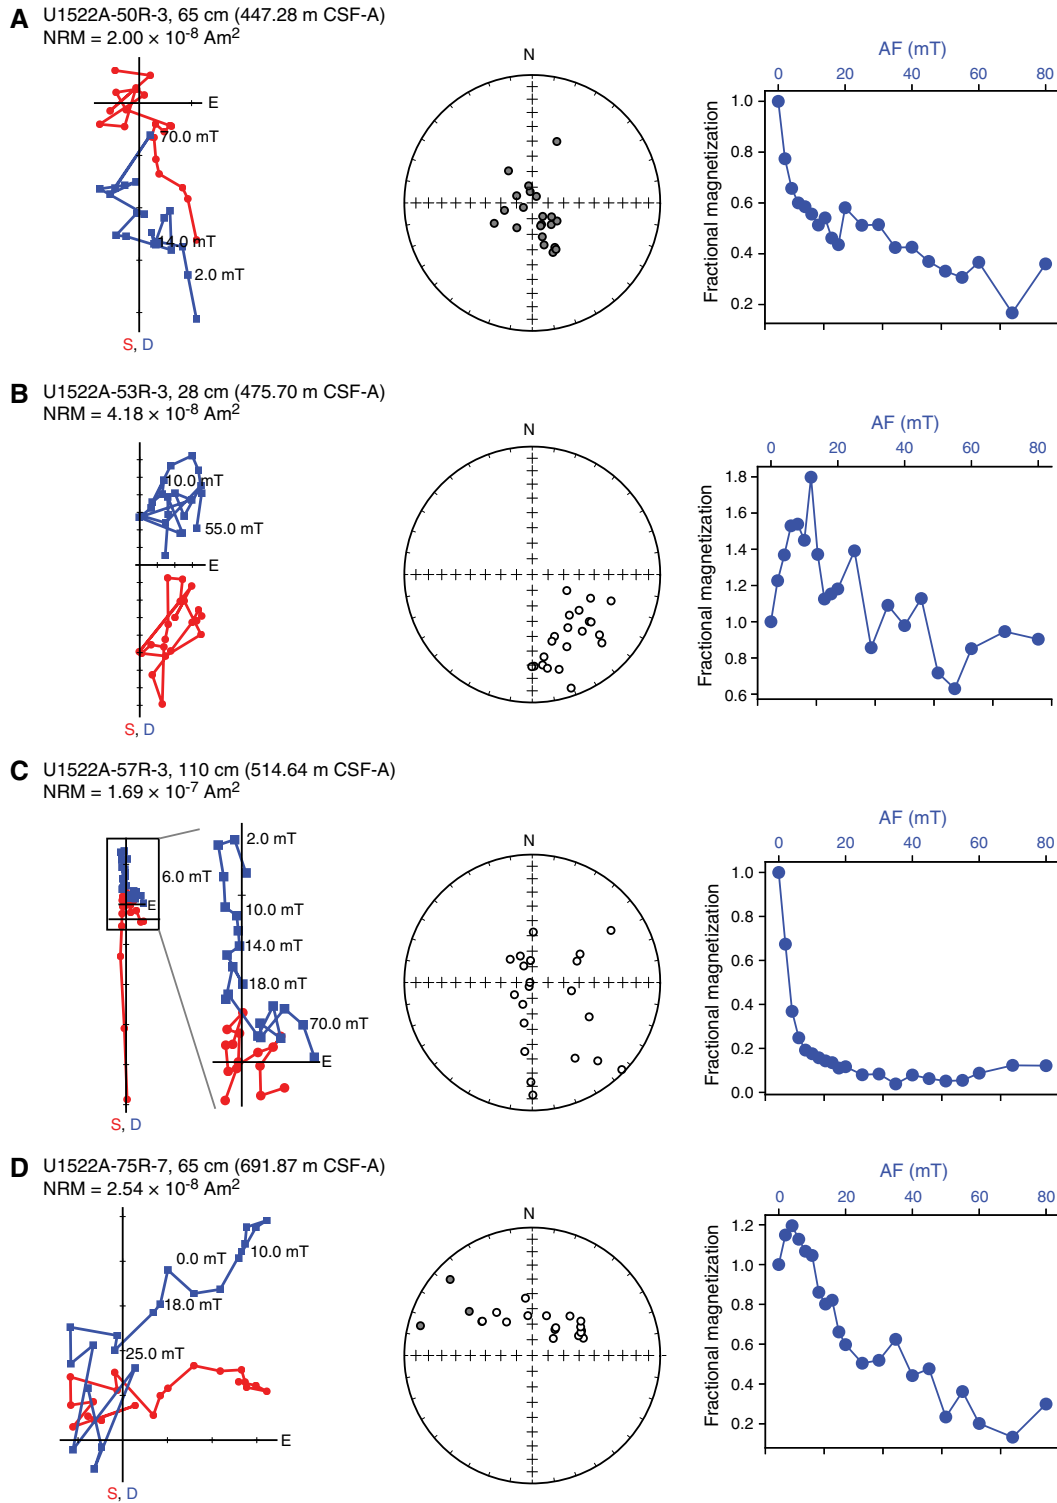 A U1522A-50R-3, 65 cm (447.28 m CSF-A)
NRM = 2.00 × 10-8 Am2
E
70.0 mT
14.0 mT
2.0 mT
S, D
N
AF (mT)
0 20 40 60 80
Fractional magnetization
1.0
0.8
0.6
0.4
0.2
B U1522A-53R-3, 28 cm (475.70 m CSF-A)
NRM = 4.18 × 10-8 Am2
10.0 mT
55.0 mT
E
S, D
N
AF (mT)
0 20 40 60 80
Fractional magnetization
1.8
1.6
1.4
1.2
1.0
0.8
0.6
C U1522A-57R-3, 110 cm (514.64 m CSF-A)
NRM = 1.69 × 10-7 Am2
6.0 mT
E
S, D
2.0 mT
10.0 mT
14.0 mT
18.0 mT
70.0 mT
E
N
AF (mT)
0 20 40 60 80
Fractional magnetization
1.0
0.8
0.6
0.4
0.2
0.0
D U1522A-75R-7, 65 cm (691.87 m CSF-A)
NRM = 2.54 × 10-8 Am2
0.0 mT
10.0 mT
18.0 mT
25.0 mT
E
S, D
N
AF (mT)
0 20 40 60 80
Fractional magnetization
1.2
1.0
0.8
0.6
0.4
0.2